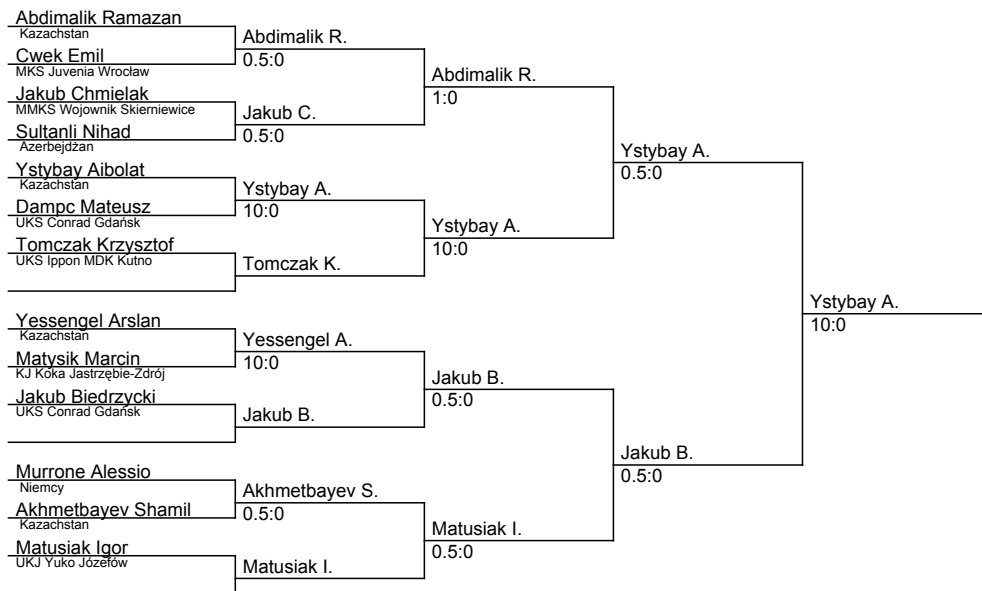 Abdimalik Ramazan
Kazachstan
Cwek Emil
MKS Juvenia Wrocław
Jakub Chmielak
MMKS Wojownik Skierniewice
Sultanli Nihad
Azerbejdżan
Ystybay Aibolat
Kazachstan
Dampc Mateusz
UKS Conrad Gdańsk
Tomczak Krzysztof
UKS Ippon MDK Kutno
Yessengel Arslan
Kazachstan
Matysik Marcin
KJ Koka Jastrzębie-Zdrój
Jakub Biedrzycki
UKS Conrad Gdańsk
Murrone Alessio
Niemcy
Akhmetbayev Shamil
Kazachstan
Matusiak Igor
UKJ Yuko Józefów
Abdimalik R.
0.5:0
Jakub C.
0.5:0
Ystybay A.
10:0
Tomczak K.
Yessengel A.
10:0
Jakub B.
Akhmetbayev S.
0.5:0
Matusiak I.
Abdimalik R.
1:0
Ystybay A.
10:0
Jakub B.
0.5:0
Matusiak I.
0.5:0
Ystybay A.
0.5:0
Jakub B.
0.5:0
Ystybay A.
10:0